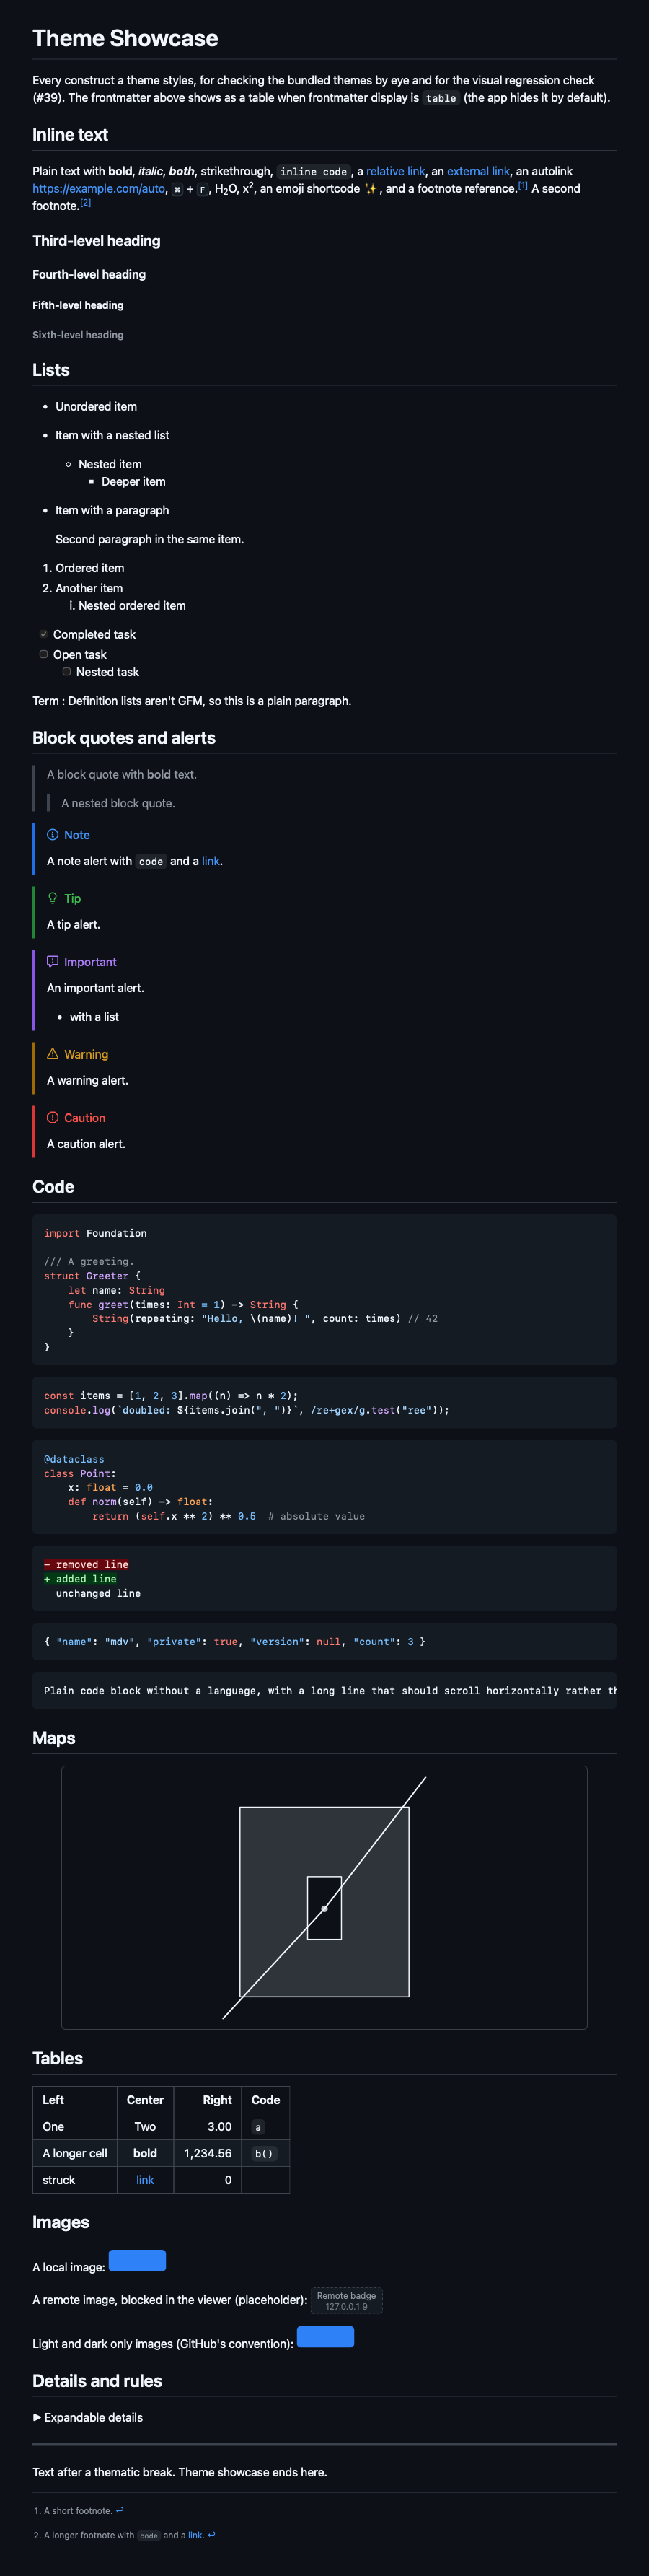 Theme Showcase
Every construct a theme styles, for checking the bundled themes by eye and for the visual regression check
(#39). The frontmatter above shows as a table when frontmatter display is table (the app hides it by default).
Inline text
Plain text with bold, italic, both, strikethrough, inline code, a relative link, an external link, an autolink
https://example.com/auto, ⌘ + F, H2O, x2, an emoji shortcode ✨, and a footnote reference.[1] A second
footnote.[2]
Third-level heading
Fourth-level heading
Fifth-level heading
Sixth-level heading
Lists
• Unordered item
• Item with a nested list
◦ Nested item
▪ Deeper item
• Item with a paragraph
Second paragraph in the same item.
1. Ordered item
2. Another item
i. Nested ordered item
Completed task
Open task
Nested task
Term : Definition lists aren't GFM, so this is a plain paragraph.
Block quotes and alerts
A block quote with bold text.
A nested block quote.
Note
A note alert with code and a link.
Tip
A tip alert.
Important
An important alert.
• with a list
Warning
A warning alert.
Caution
A caution alert.
Code
import Foundation
/// A greeting.
struct Greeter {
    let name: String
    func greet(times: Int = 1) -> String {
        String(repeating: "Hello, \(name)! ", count: times) // 42
    }
}
const items = [1, 2, 3].map((n) => n * 2);
console.log(`doubled: ${items.join(", ")}`, /re+gex/g.test("ree"));
@dataclass
class Point:
    x: float = 0.0
    def norm(self) -> float:
        return (self.x ** 2) ** 0.5  # absolute value
- removed line
+ added line
  unchanged line
{ "name": "mdv", "private": true, "version": null, "count": 3 }
Plain code block without a language, with a long line that should scroll horizontally rather th
Maps
Tables
Left Center Right Code
One Two 3.00 a
A longer cell bold 1,234.56 b()
struck link 0
Images
A local image:
A remote image, blocked in the viewer (placeholder): Remote badge
127.0.0.1:9
Light and dark only images (GitHub's convention):
Details and rules
▶ Expandable details
Text after a thematic break. Theme showcase ends here.
1. A short footnote. ↩
2. A longer footnote with code and a link. ↩